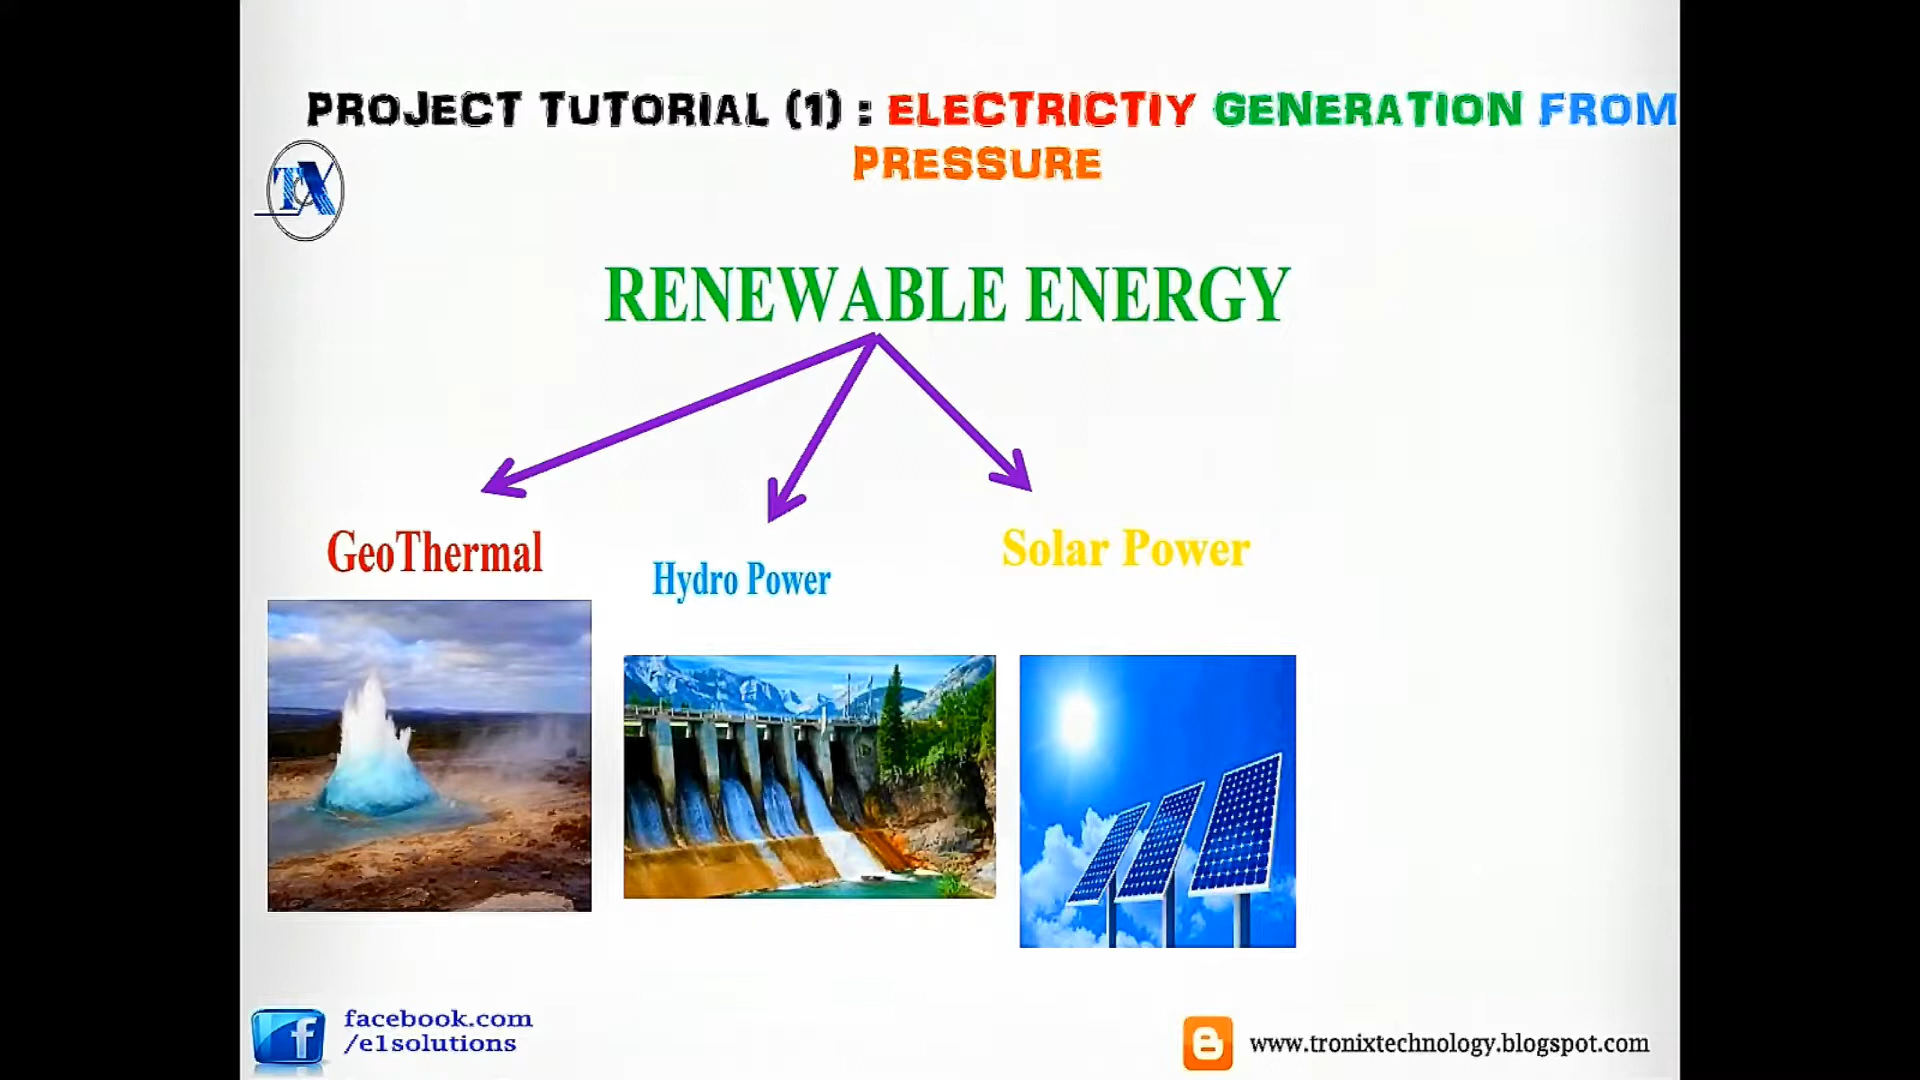 PROJECT TUTORIAL (1) : ELECTRICTIY GENERATION FROM
PRESSURE
TX
RENEWABLE ENERGY
GeoThermal
Hydro Power
Solar Power
facebook.com
/e1solutions
www.tronixtechnology.blogspot.com